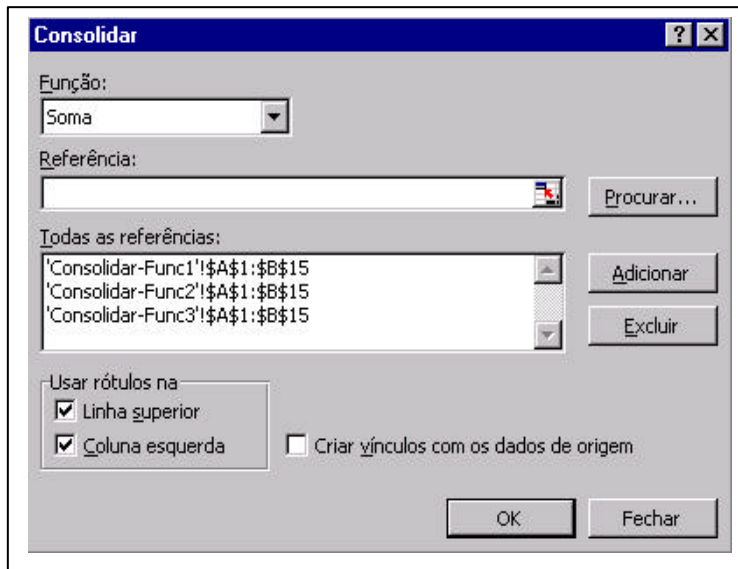 Consolidar
Função:
Soma
Referência:
Procurar...
Todas as referências:
'Consolidar-Func1'!$A$1:$B$15
'Consolidar-Func2'!$A$1:$B$15
'Consolidar-Func3'!$A$1:$B$15
Adicionar
Excluir
Usar rótulos na
Linha superior
Coluna esquerda
Criar vínculos com os dados de origem
OK
Fechar